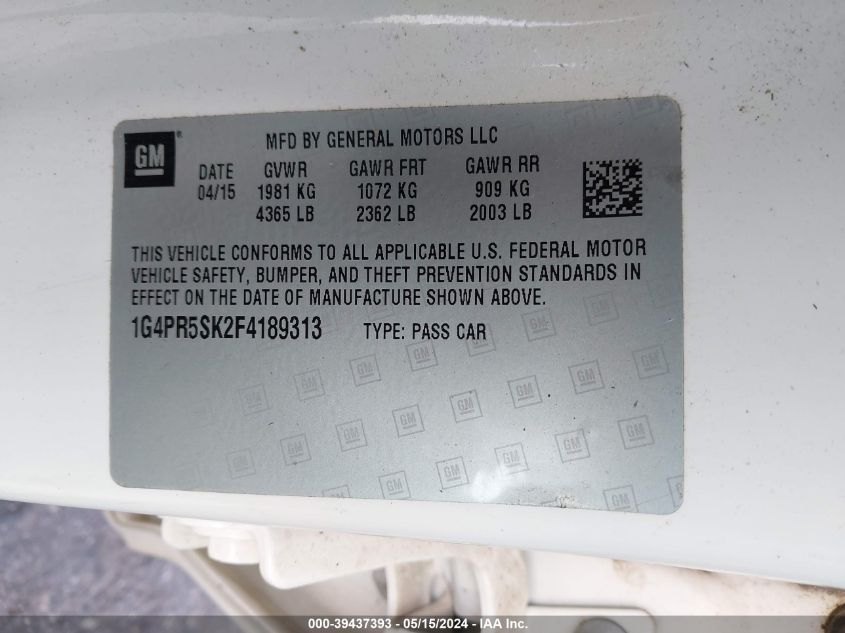 GM
MFD BY GENERAL MOTORS LLC
DATE GVWR GAWR FRT GAWR RR
04/15 1981 KG 1072 KG 909 KG
4365 LB 2362 LB 2003 LB
THIS VEHICLE CONFORMS TO ALL APPLICABLE U.S. FEDERAL MOTOR
VEHICLE SAFETY, BUMPER, AND THEFT PREVENTION STANDARDS IN
EFFECT ON THE DATE OF MANUFACTURE SHOWN ABOVE.
1G4PR5SK2F4189313 TYPE: PASS CAR
000-39437393 - 05/15/2024 - IAA Inc.